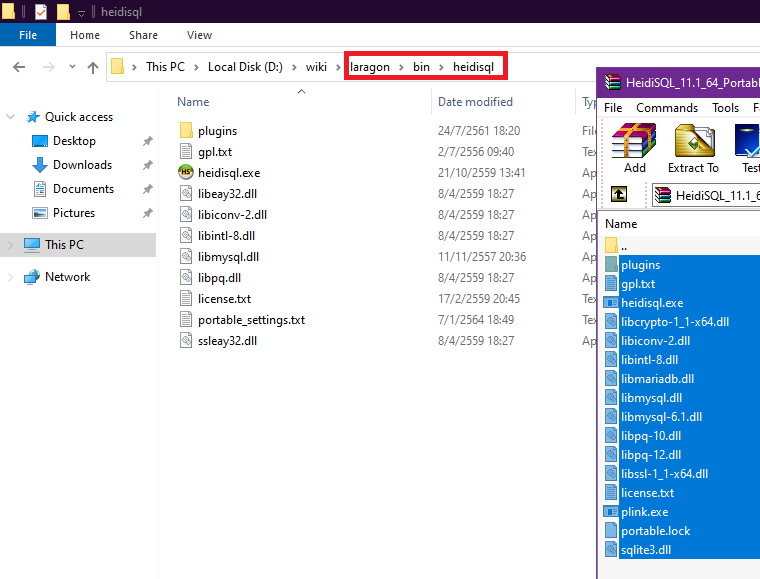 heidisql
File Home Share View
This PC Local Disk (D:) wiki laragon bin heidisql
Name Date modified Ty
Quick access
Desktop
Downloads
Documents
Pictures
This PC
Network
plugins 24/7/2561 18:20 File
gpl.txt 2/7/2556 09:40 Tex
heidisql.exe 21/10/2559 13:41 Ap
libeay32.dll 8/4/2559 18:27 Ap
libiconv-2.dll 8/4/2559 18:27 Ap
libintl-8.dll 8/4/2559 18:27 Ap
libmysql.dll 11/11/2557 20:36 Ap
libpq.dll 8/4/2559 18:27 Ap
license.txt 17/2/2559 20:45 Tex
portable_settings.txt 7/1/2564 18:49 Tex
ssleay32.dll 8/4/2559 18:27 Ap
HeidiSQL_11.1_64_Portabl
File Commands Tools F
Add Extract To Test
HeidiSQL_11.1_6
Name
..
plugins
gpl.txt
heidisql.exe
libcrypto-1_1-x64.dll
libiconv-2.dll
libintl-8.dll
libmariadb.dll
libmysql.dll
libmysql-6.1.dll
libpq-10.dll
libpq-12.dll
libssl-1_1-x64.dll
license.txt
plink.exe
portable.lock
sqlite3.dll